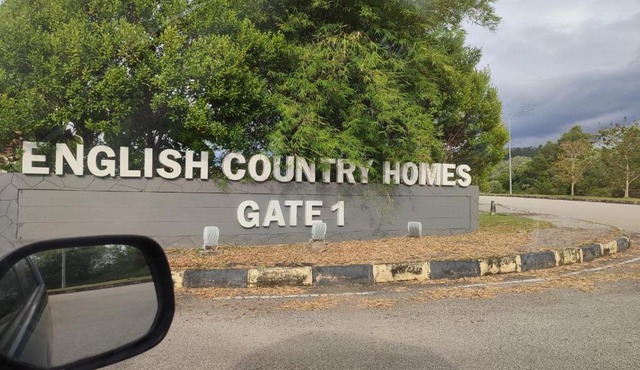 ENGLISH COUNTRY HOMES
GATE 1